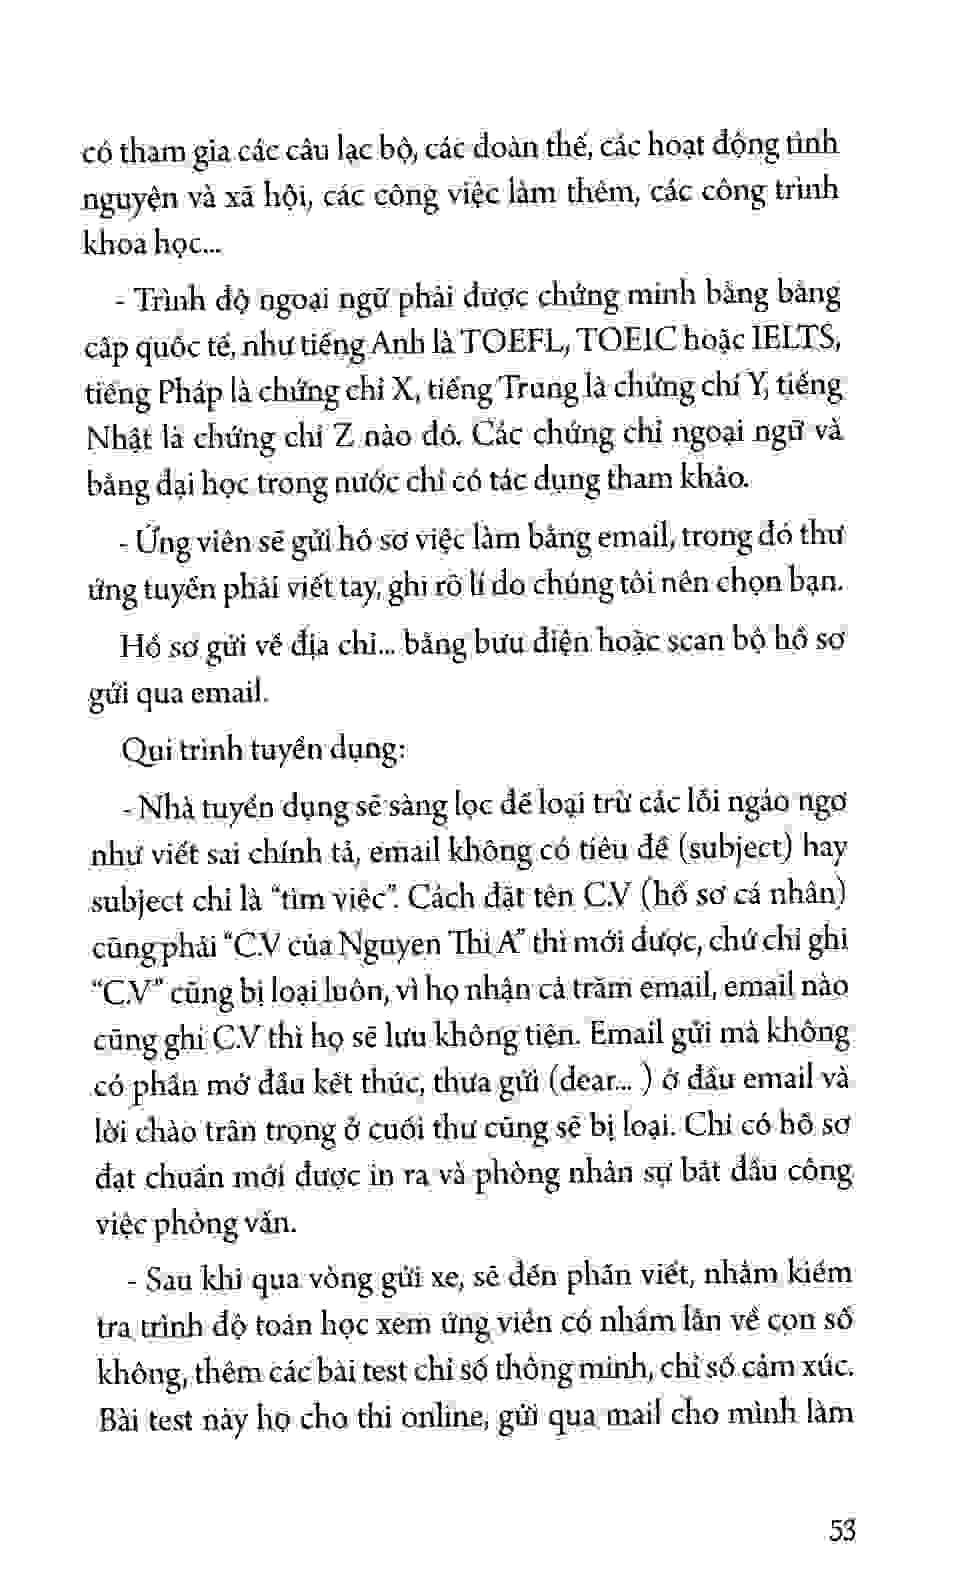 có tham gia các câu lạc bộ, các đoàn thể, các hoạt động tình
nguyện và xã hội, các công việc làm thêm, các công trình
khoa học...
- Trình độ ngoại ngữ phải được chứng minh bằng bằng
cấp quốc tế, như tiếng Anh là TOEFL, TOEIC hoặc IELTS,
tiếng Pháp là chứng chỉ X, tiếng Trung là chứng chỉ Y, tiếng
Nhật là chứng chỉ Z nào đó. Các chứng chỉ ngoại ngữ và
bằng đại học trong nước chỉ có tác dụng tham khảo.
- Ứng viên sẽ gửi hồ sơ việc làm bằng email, trong đó thư
ứng tuyển phải viết tay, ghi rõ lí do chúng tôi nên chọn bạn.
Hồ sơ gửi về địa chỉ... bằng bưu điện hoặc scan bộ hồ sơ
gửi qua email.
Qui trình tuyển dụng:
- Nhà tuyển dụng sẽ sàng lọc để loại trừ các lỗi ngáo ngơ
như viết sai chính tả, email không có tiêu đề (subject) hay
subject chỉ là “tìm việc”. Cách đặt tên C.V (hồ sơ cá nhân)
cũng phải “C.V của Nguyen Thi A” thì mới được, chứ chỉ ghi
“C.V” cũng bị loại luôn, vì họ nhận cả trăm email, email nào
cũng ghi C.V thì họ sẽ lưu không tiện. Email gửi mà không
có phần mở đầu kết thúc, thưa gửi (dear... ) ở đầu email và
lời chào trân trọng ở cuối thư cũng sẽ bị loại. Chỉ có hồ sơ
đạt chuẩn mới được in ra và phòng nhân sự bắt đầu công
việc phỏng vấn.
- Sau khi qua vòng gửi xe, sẽ đến phần viết, nhằm kiểm
tra trình độ toán học xem ứng viên có nhầm lẫn về con số
không, thêm các bài test chỉ số thông minh, chỉ số cảm xúc.
Bài test này họ cho thi online, gửi qua mail cho mình làm
53